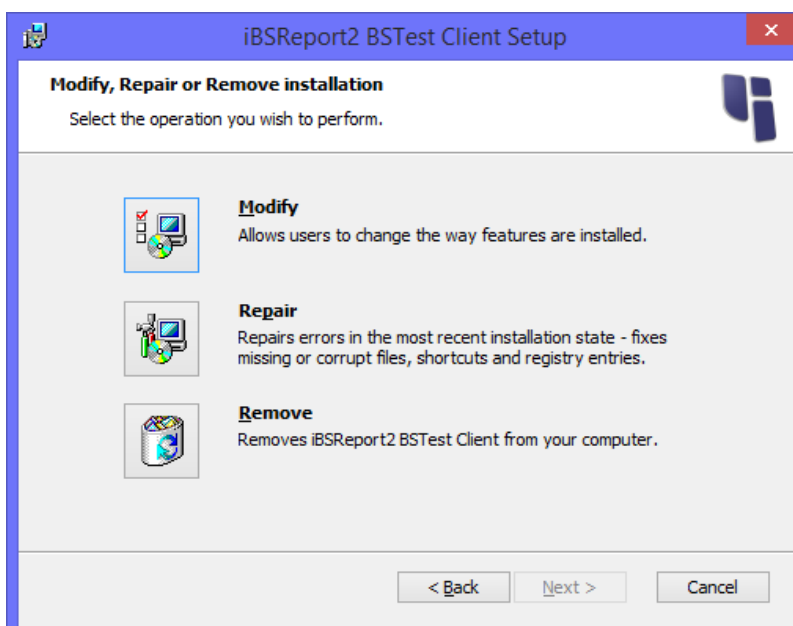 iBSReport2 BSTest Client Setup
Modify, Repair or Remove installation
Select the operation you wish to perform.
Modify
Allows users to change the way features are installed.
Repair
Repairs errors in the most recent installation state - fixes
missing or corrupt files, shortcuts and registry entries.
Remove
Removes iBSReport2 BSTest Client from your computer.
< Back
Next >
Cancel